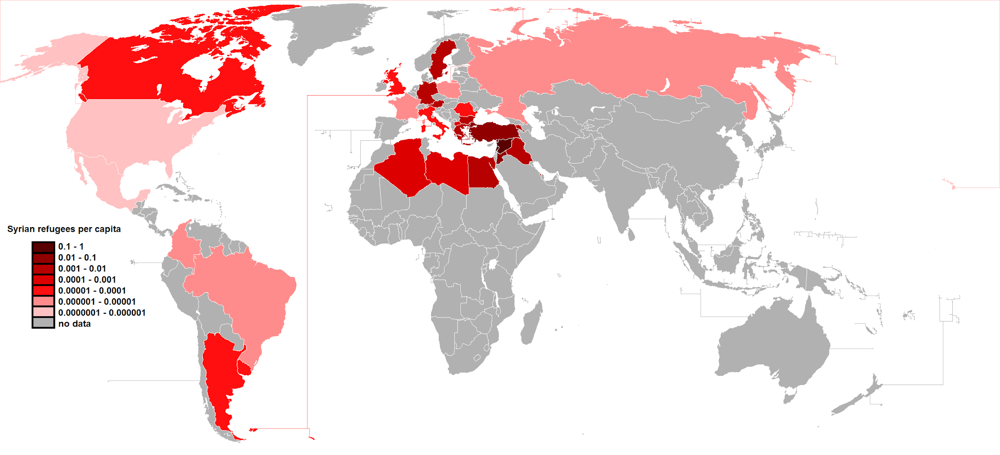 Syrian refugees per capita
0.1 - 1
0.01 - 0.1
0.001 - 0.01
0.0001 - 0.001
0.00001 - 0.0001
0.000001 - 0.00001
0.0000001 - 0.000001
no data